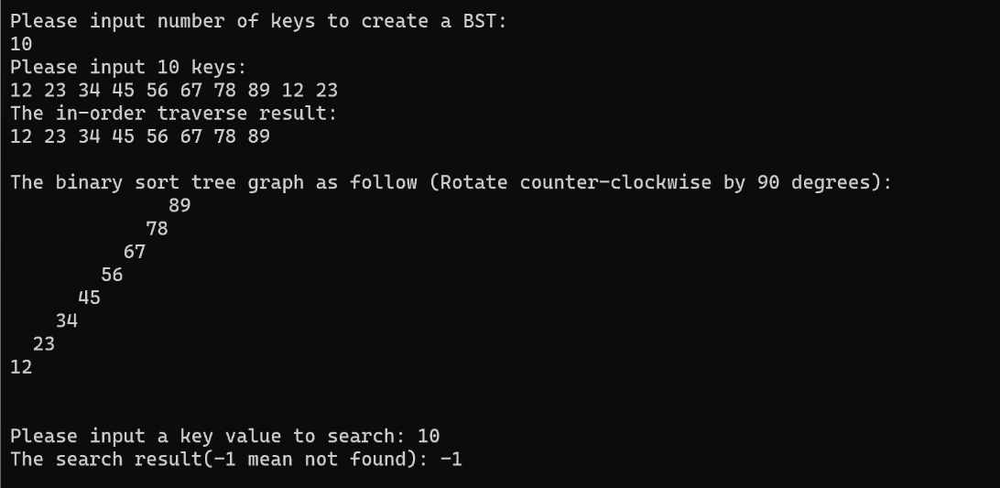 Please input number of keys to create a BST:
10
Please input 10 keys:
12 23 34 45 56 67 78 89 12 23
The in-order traverse result:
12 23 34 45 56 67 78 89
The binary sort tree graph as follow (Rotate counter-clockwise by 90 degrees):
89
78
67
56
45
34
23
12
Please input a key value to search: 10
The search result(-1 mean not found): -1